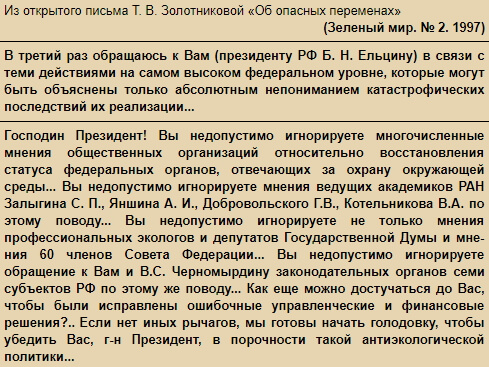 Из открытого письма Т. В. Золотниковой «Об опасных переменах»
(Зеленый мир. № 2. 1997)
В третий раз обращаюсь к Вам (президенту РФ Б. Н. Ельцину) в связи с
теми действиями на самом высоком федеральном уровне, которые могут
быть объяснены только абсолютным непониманием катастрофических
последствий их реализации...
Господин Президент! Вы недопустимо игнорируете многочисленные
мнения общественных организаций относительно восстановления
статуса федеральных органов, отвечающих за охрану окружающей
среды... Вы недопустимо игнорируете мнения ведущих академиков РАН
Залыгина С. П., Яншина А. И., Добровольского Г.В., Котельникова В.А. по
этому поводу... Вы недопустимо игнорируете не только мнения
профессиональных экологов и депутатов Государственной Думы и мне-
ния 60 членов Совета Федерации... Вы недопустимо игнорируете
обращение к Вам и В.С. Черномырдину законодательных органов семи
субъектов РФ по этому же поводу... Как еще можно достучаться до Вас,
чтобы были исправлены ошибочные управленческие и финансовые
решения?.. Если нет иных рычагов, мы готовы начать голодовку, чтобы
убедить Вас, г-н Президент, в порочности такой антиэкологической
политики...